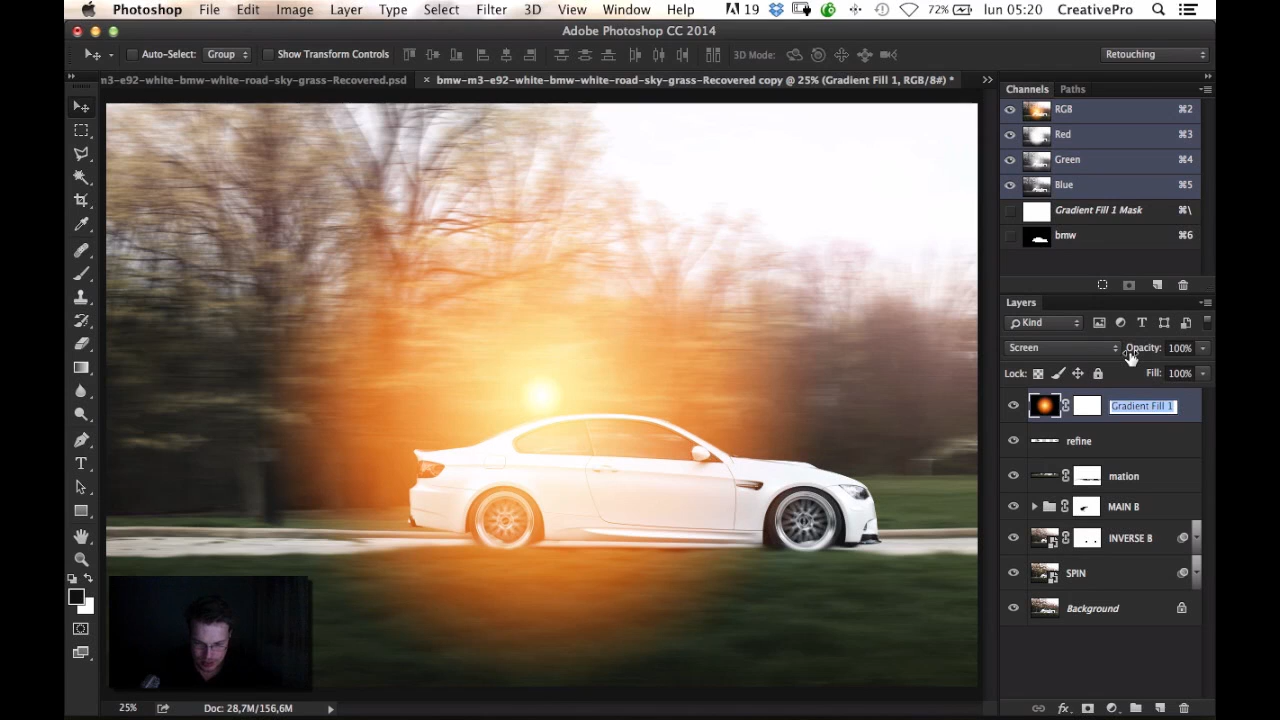 Photoshop File Edit Image Layer Type Select Filter 3D View Window Help 19 72% lun 05:20 CreativePro
Adobe Photoshop CC 2014
Auto-Select: Group Show Transform Controls 3D Mode: Retouching
m3-e92-white-bmw-white-road-sky-grass-Recovered.psd × bmw-m3-e92-white-bmw-white-road-sky-grass-Recovered copy @ 25% (Gradient Fill 1, RGB/8#) *
Channels Paths
RGB ⌘2
Red ⌘3
Green ⌘4
Blue ⌘5
Gradient Fill 1 Mask ⌘\
bmw ⌘6
Layers
Kind
Screen Opacity: 100%
Lock: Fill: 100%
Gradient Fill 1
refine
mation
MAIN B
INVERSE B
SPIN
Background
25% Doc: 28,7M/156,6M